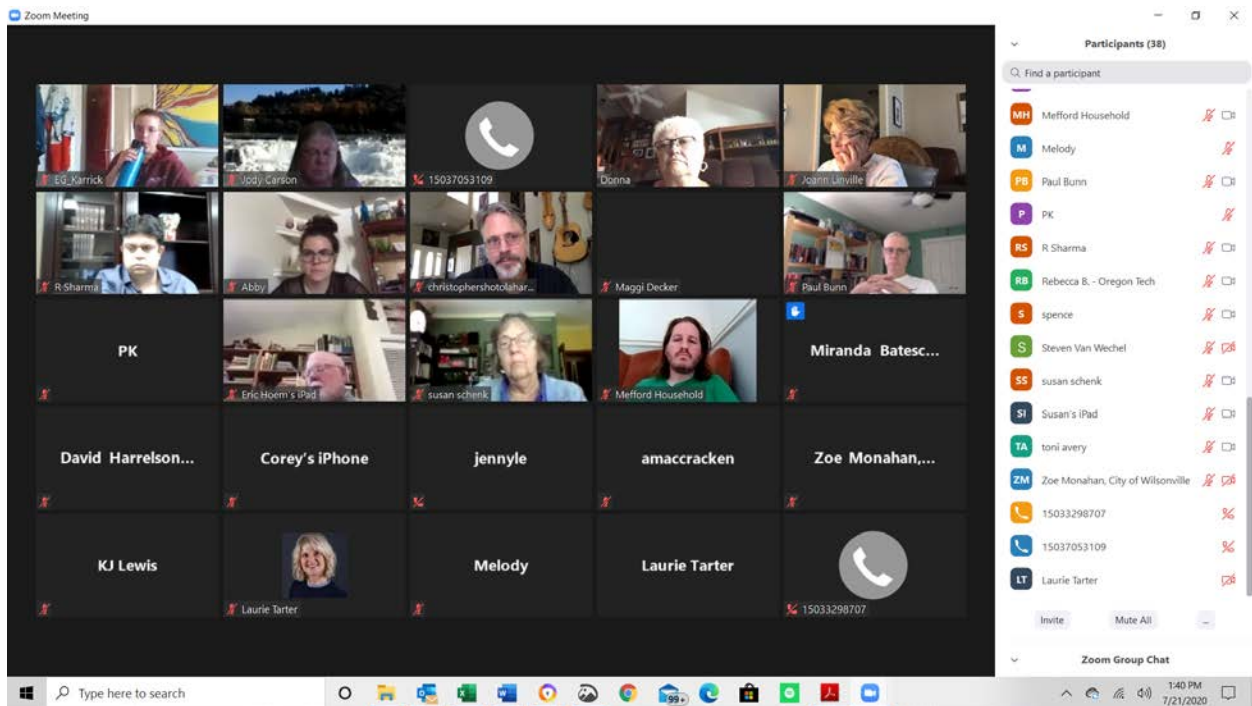 Zoom Meeting
EG_Karrick
Jody Carson
15037053109
Donna
Joann Linville
R Sharma
Abby
christophershotolahar...
Maggi Decker
Paul Bunn
PK
Eric Hoem's iPad
susan schenk
Mefford Household
Miranda Batesc...
David Harrelson...
Corey's iPhone
jennyle
amaccracken
Zoe Monahan,...
KJ Lewis
Laurie Tarter
Melody
Laurie Tarter
15033298707
Participants (38)
Find a participant
MH Mefford Household
M Melody
PB Paul Bunn
P PK
RS R Sharma
RB Rebecca B. - Oregon Tech
S spence
S Steven Van Wechel
SS susan schenk
SI Susan's iPad
TA toni avery
ZM Zoe Monahan, City of Wilsonville
15033298707
15037053109
LT Laurie Tarter
Invite Mute All ...
Zoom Group Chat
Type here to search
99+
1:40 PM
7/21/2020